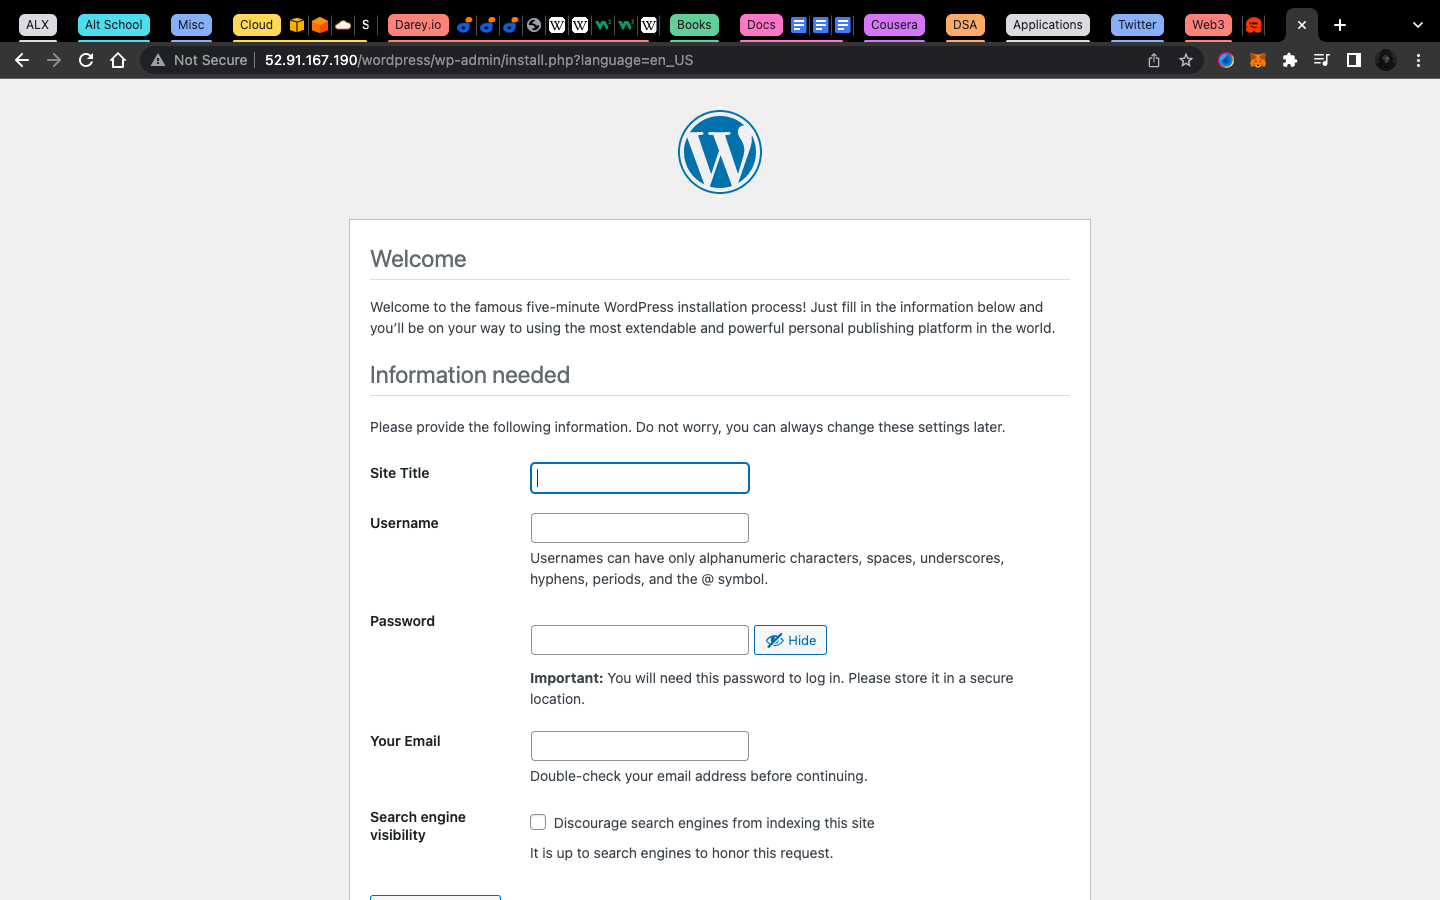 ALX Alt School Misc Cloud S Darey.io Books Docs Cousera DSA Applications Twitter Web3
Not Secure 52.91.167.190/wordpress/wp-admin/install.php?language=en_US
Welcome
Welcome to the famous five-minute WordPress installation process! Just fill in the information below and
you’ll be on your way to using the most extendable and powerful personal publishing platform in the world.
Information needed
Please provide the following information. Do not worry, you can always change these settings later.
Site Title
Username
Usernames can have only alphanumeric characters, spaces, underscores,
hyphens, periods, and the @ symbol.
Password
Hide
Important: You will need this password to log in. Please store it in a secure
location.
Your Email
Double-check your email address before continuing.
Search engine
visibility
Discourage search engines from indexing this site
It is up to search engines to honor this request.